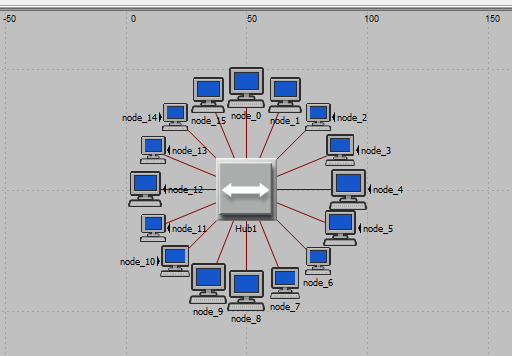 -50 0 50 100 150
node_0
node_15 node_1
node_14 node_2
node_13 node_3
node_12 node_4
node_11 node_5
Hub1
node_10 node_6
node_9 node_7
node_8